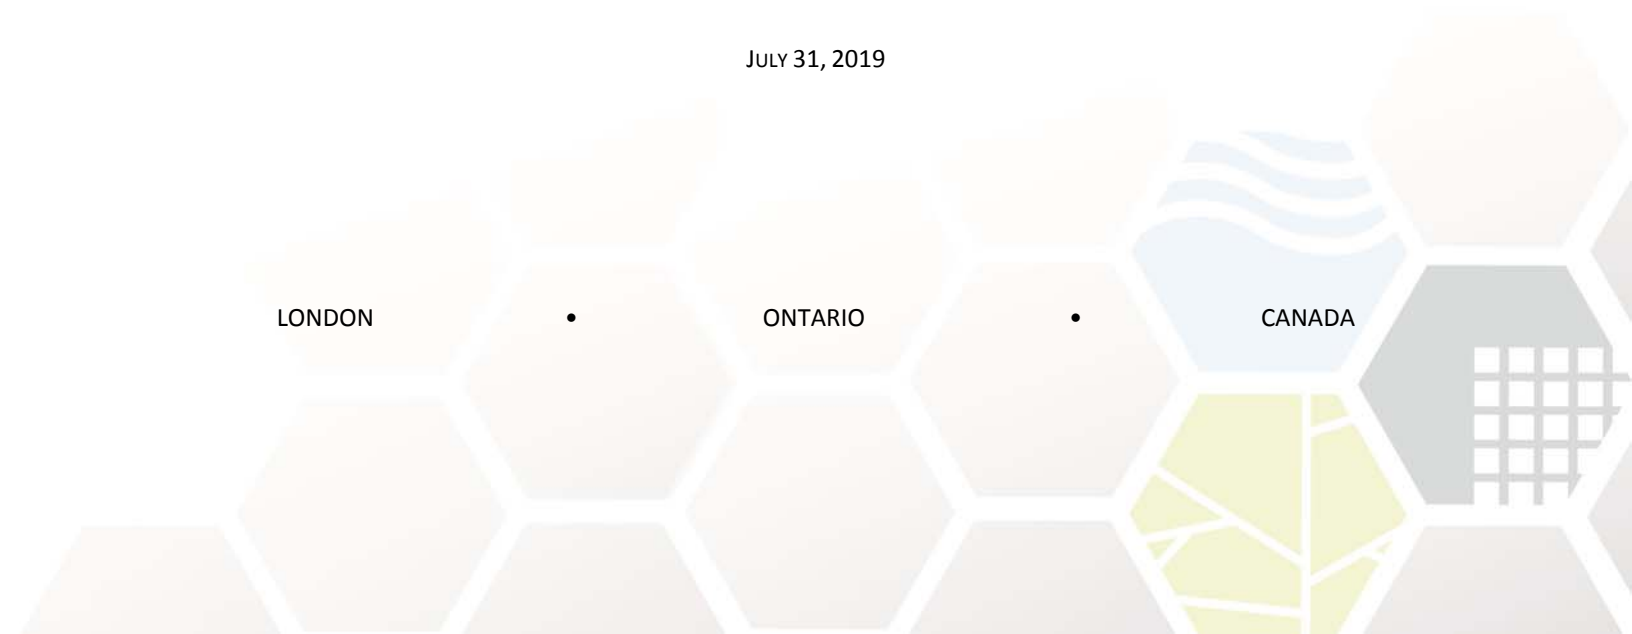 JULY 31, 2019
LONDON • ONTARIO • CANADA